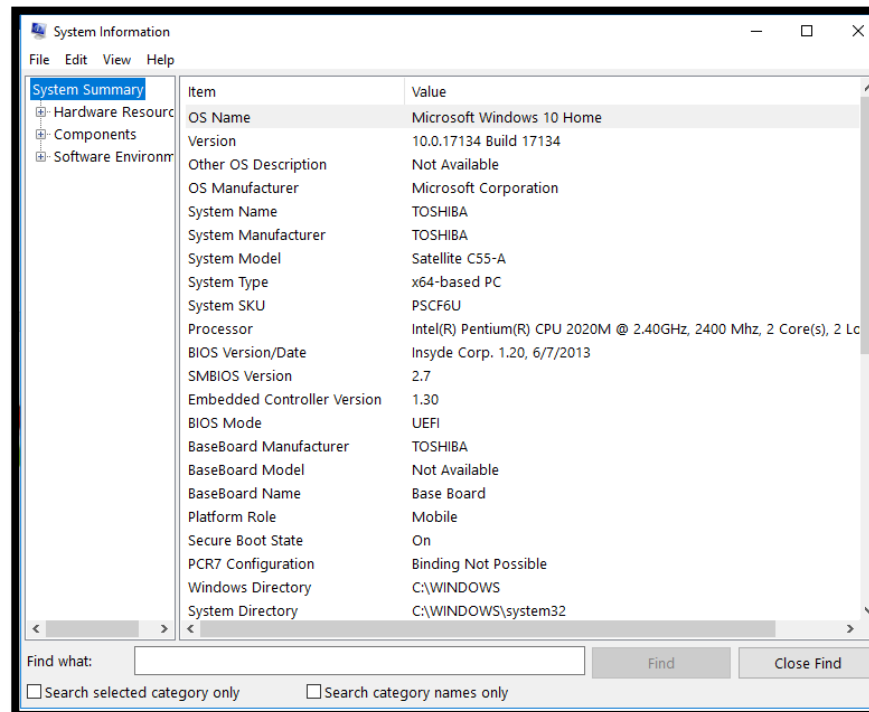 System Information
File Edit View Help
System Summary
Hardware Resourc
Components
Software Environm
Item Value
OS Name Microsoft Windows 10 Home
Version 10.0.17134 Build 17134
Other OS Description Not Available
OS Manufacturer Microsoft Corporation
System Name TOSHIBA
System Manufacturer TOSHIBA
System Model Satellite C55-A
System Type x64-based PC
System SKU PSCF6U
Processor Intel(R) Pentium(R) CPU 2020M @ 2.40GHz, 2400 Mhz, 2 Core(s), 2 Lo
BIOS Version/Date Insyde Corp. 1.20, 6/7/2013
SMBIOS Version 2.7
Embedded Controller Version 1.30
BIOS Mode UEFI
BaseBoard Manufacturer TOSHIBA
BaseBoard Model Not Available
BaseBoard Name Base Board
Platform Role Mobile
Secure Boot State On
PCR7 Configuration Binding Not Possible
Windows Directory C:\WINDOWS
System Directory C:\WINDOWS\system32
Find what: Find Close Find
Search selected category only Search category names only